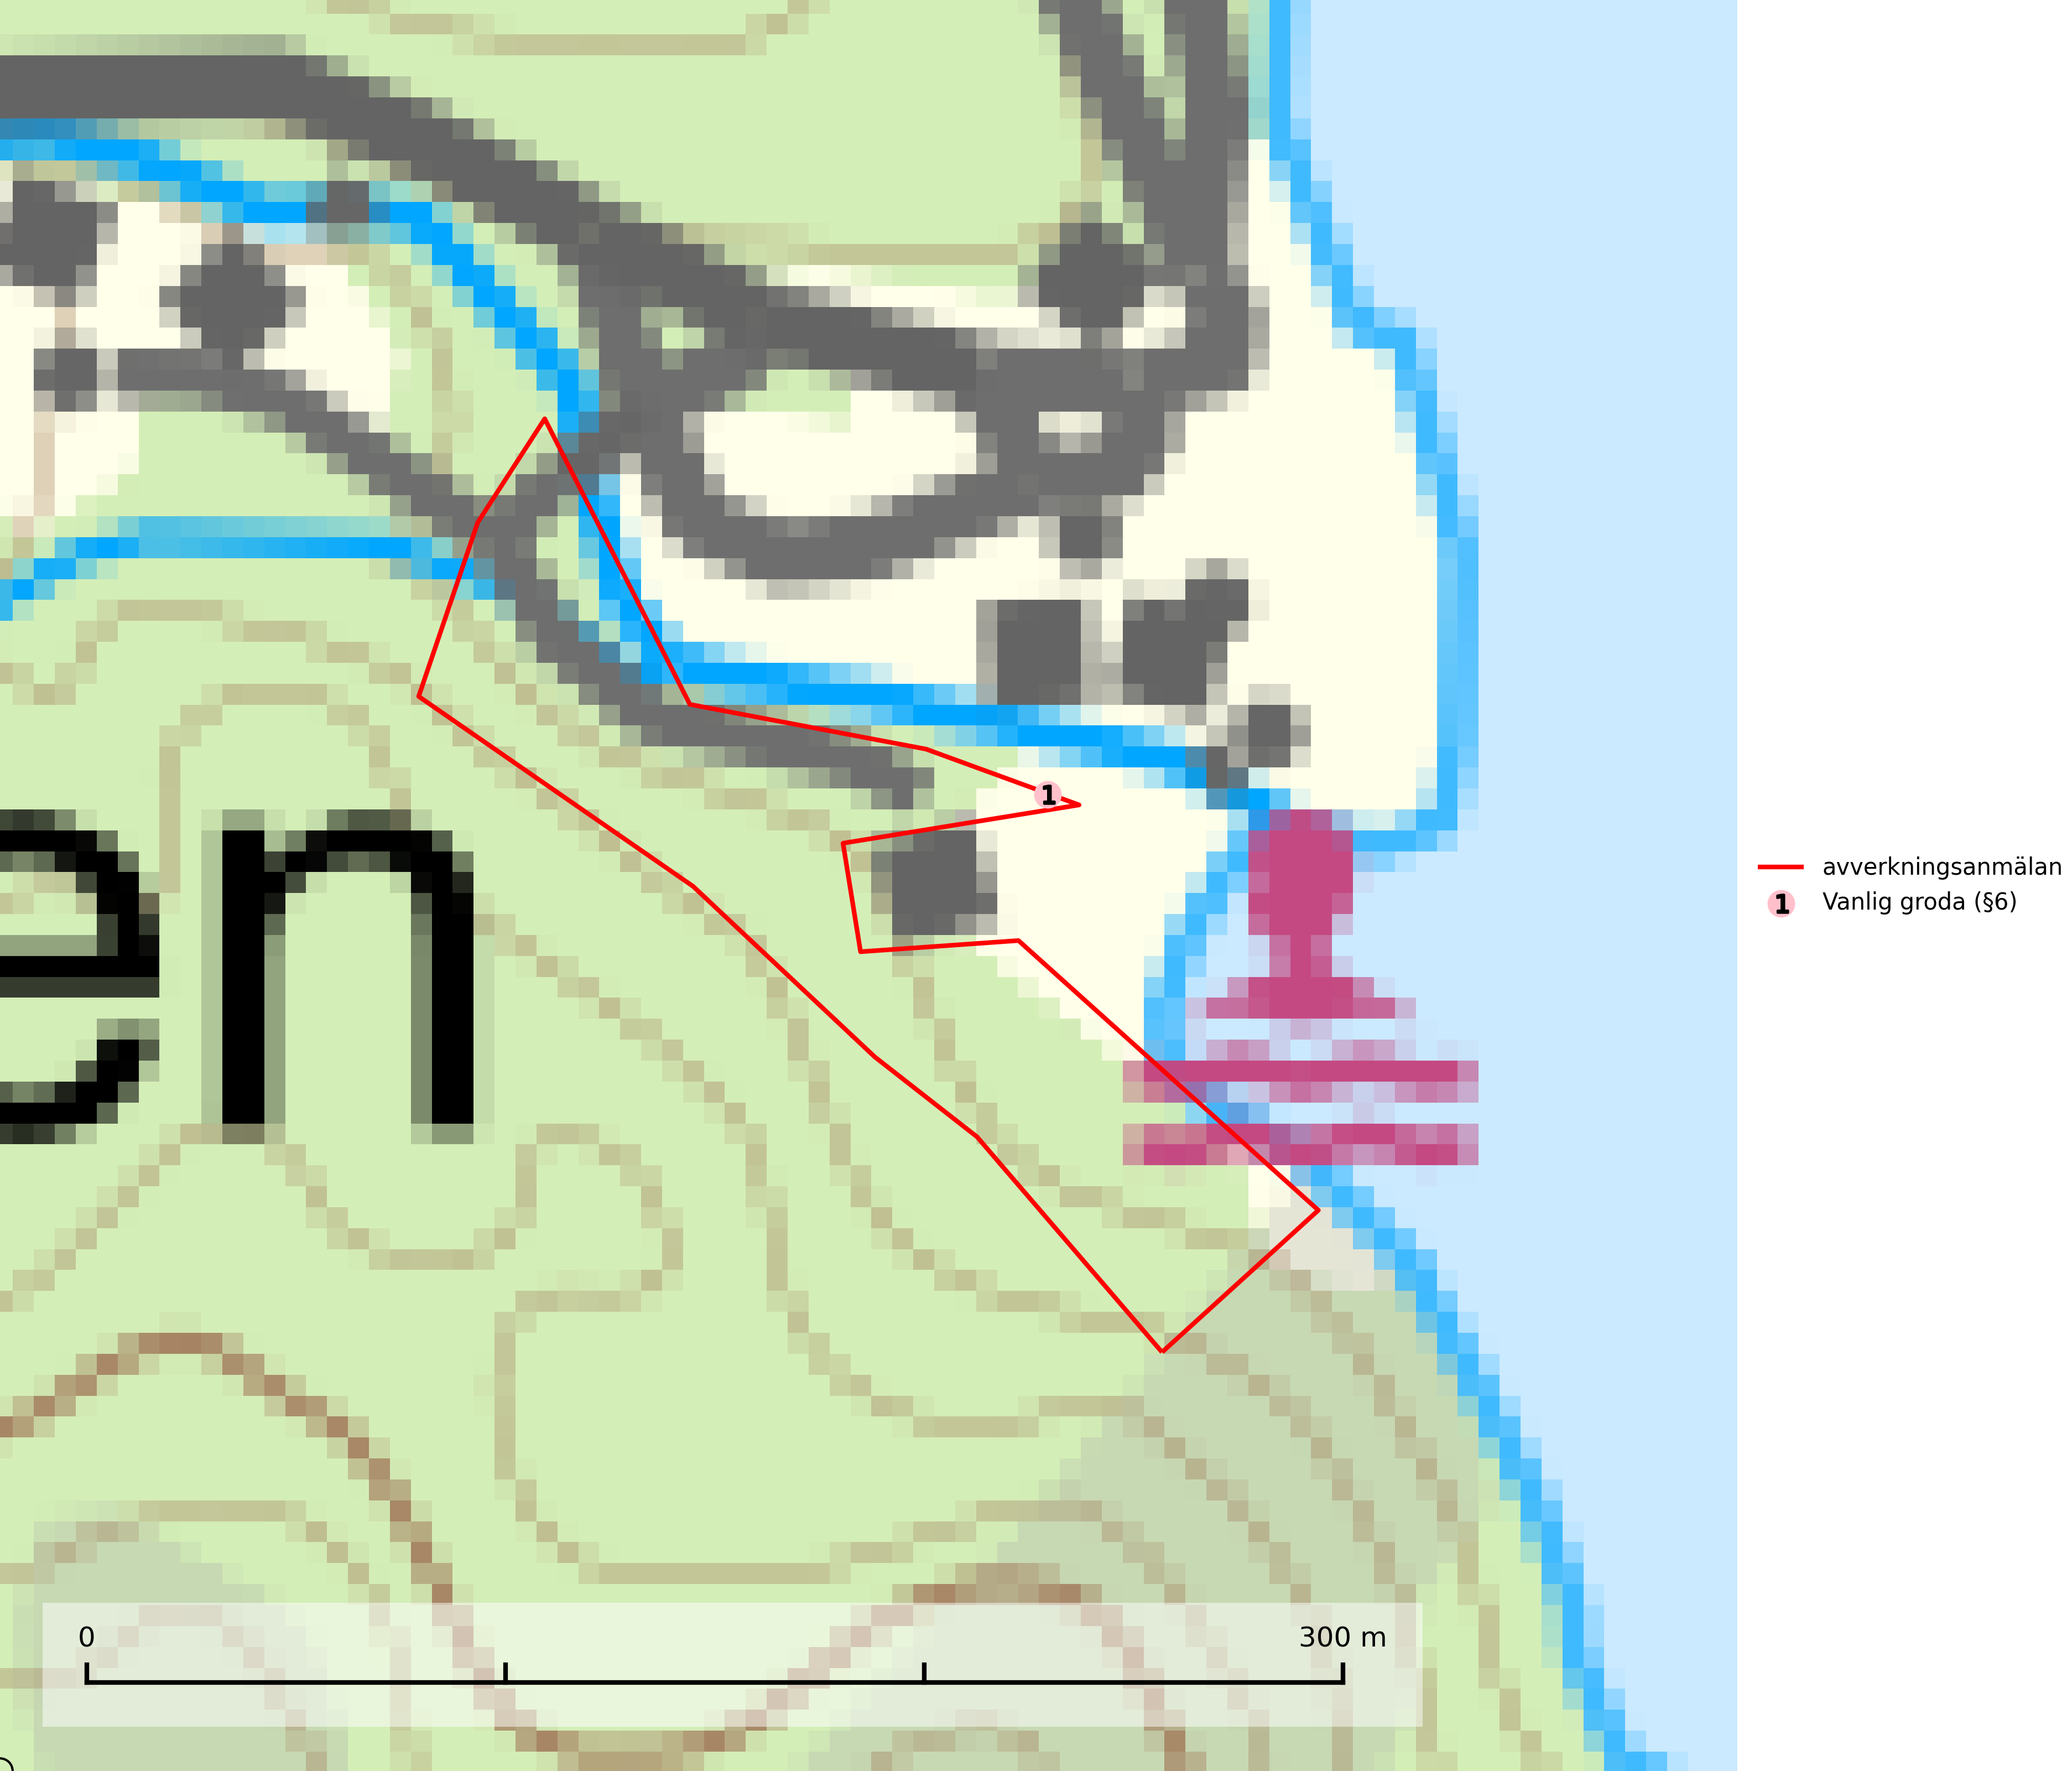 1
avverkningsanmälan
1 Vanlig groda (§6)
en
0 300 m